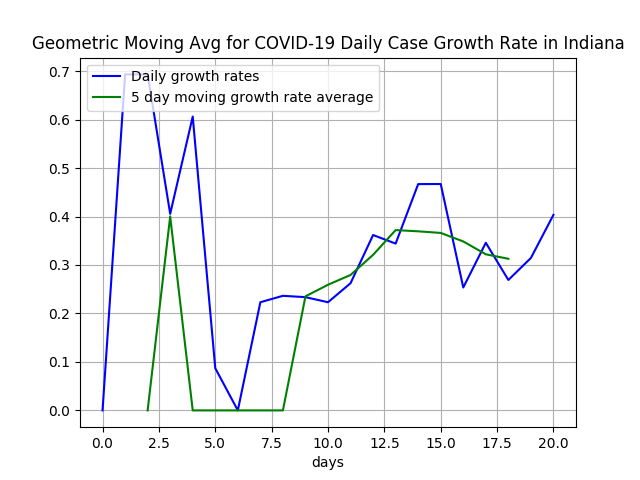 Geometric Moving Avg for COVID-19 Daily Case Growth Rate in Indiana
Daily growth rates
5 day moving growth rate average
0.7
0.6
0.5
0.4
0.3
0.2
0.1
0.0
0.0 2.5 5.0 7.5 10.0 12.5 15.0 17.5 20.0
days